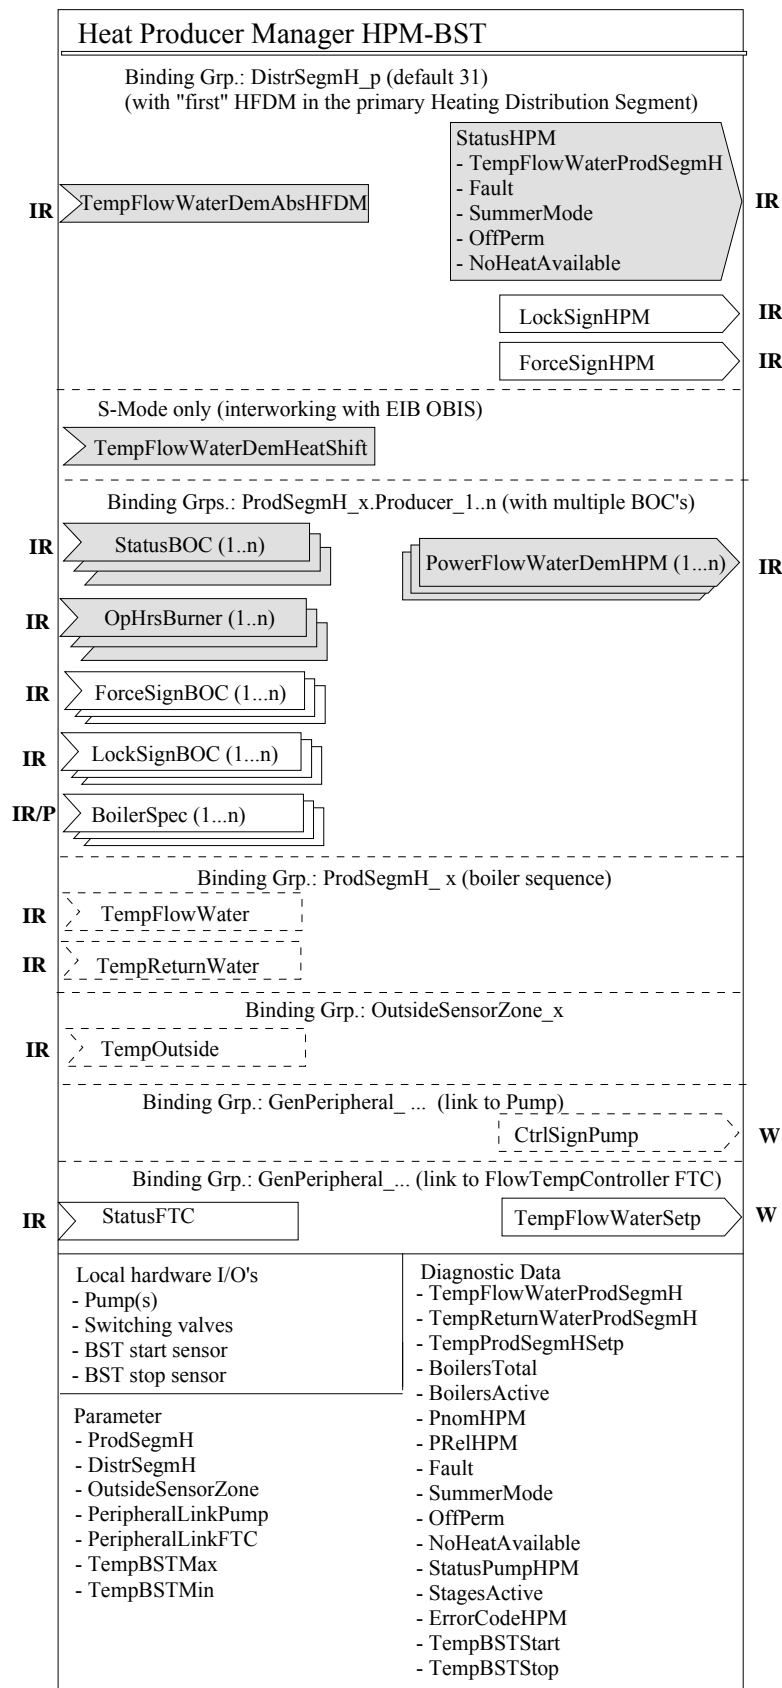 Heat Producer Manager HPM-BST
Binding Grp.: DistrSegmH_p (default 31)
(with "first" HFDM in the primary Heating Distribution Segment)
StatusHPM
- TempFlowWaterProdSegmH
- Fault
- SummerMode
- OffPerm
- NoHeatAvailable
IR
IR
TempFlowWaterDemAbsHFDM
LockSignHPM
IR
ForceSignHPM
IR
S-Mode only (interworking with EIB OBIS)
TempFlowWaterDemHeatShift
Binding Grps.: ProdSegmH_x.Producer_1..n (with multiple BOC's)
IR
StatusBOC (1..n)
PowerFlowWaterDemHPM (1...n)
IR
IR
OpHrsBurner (1..n)
IR
ForceSignBOC (1...n)
IR
LockSignBOC (1...n)
IR/P
BoilerSpec (1...n)
Binding Grp.: ProdSegmH_ x (boiler sequence)
IR
TempFlowWater
IR
TempReturnWater
Binding Grp.: OutsideSensorZone_x
IR
TempOutside
Binding Grp.: GenPeripheral_ ...  (link to Pump)
CtrlSignPump
W
Binding Grp.: GenPeripheral_... (link to FlowTempController FTC)
IR
StatusFTC
TempFlowWaterSetp
W
Local hardware I/O's
- Pump(s)
- Switching valves
- BST start sensor
- BST stop sensor
Parameter
- ProdSegmH
- DistrSegmH
- OutsideSensorZone
- PeripheralLinkPump
- PeripheralLinkFTC
- TempBSTMax
- TempBSTMin
Diagnostic Data
- TempFlowWaterProdSegmH
- TempReturnWaterProdSegmH
- TempProdSegmHSetp
- BoilersTotal
- BoilersActive
- PnomHPM
- PRelHPM
- Fault
- SummerMode
- OffPerm
- NoHeatAvailable
- StatusPumpHPM
- StagesActive
- ErrorCodeHPM
- TempBSTStart
- TempBSTStop